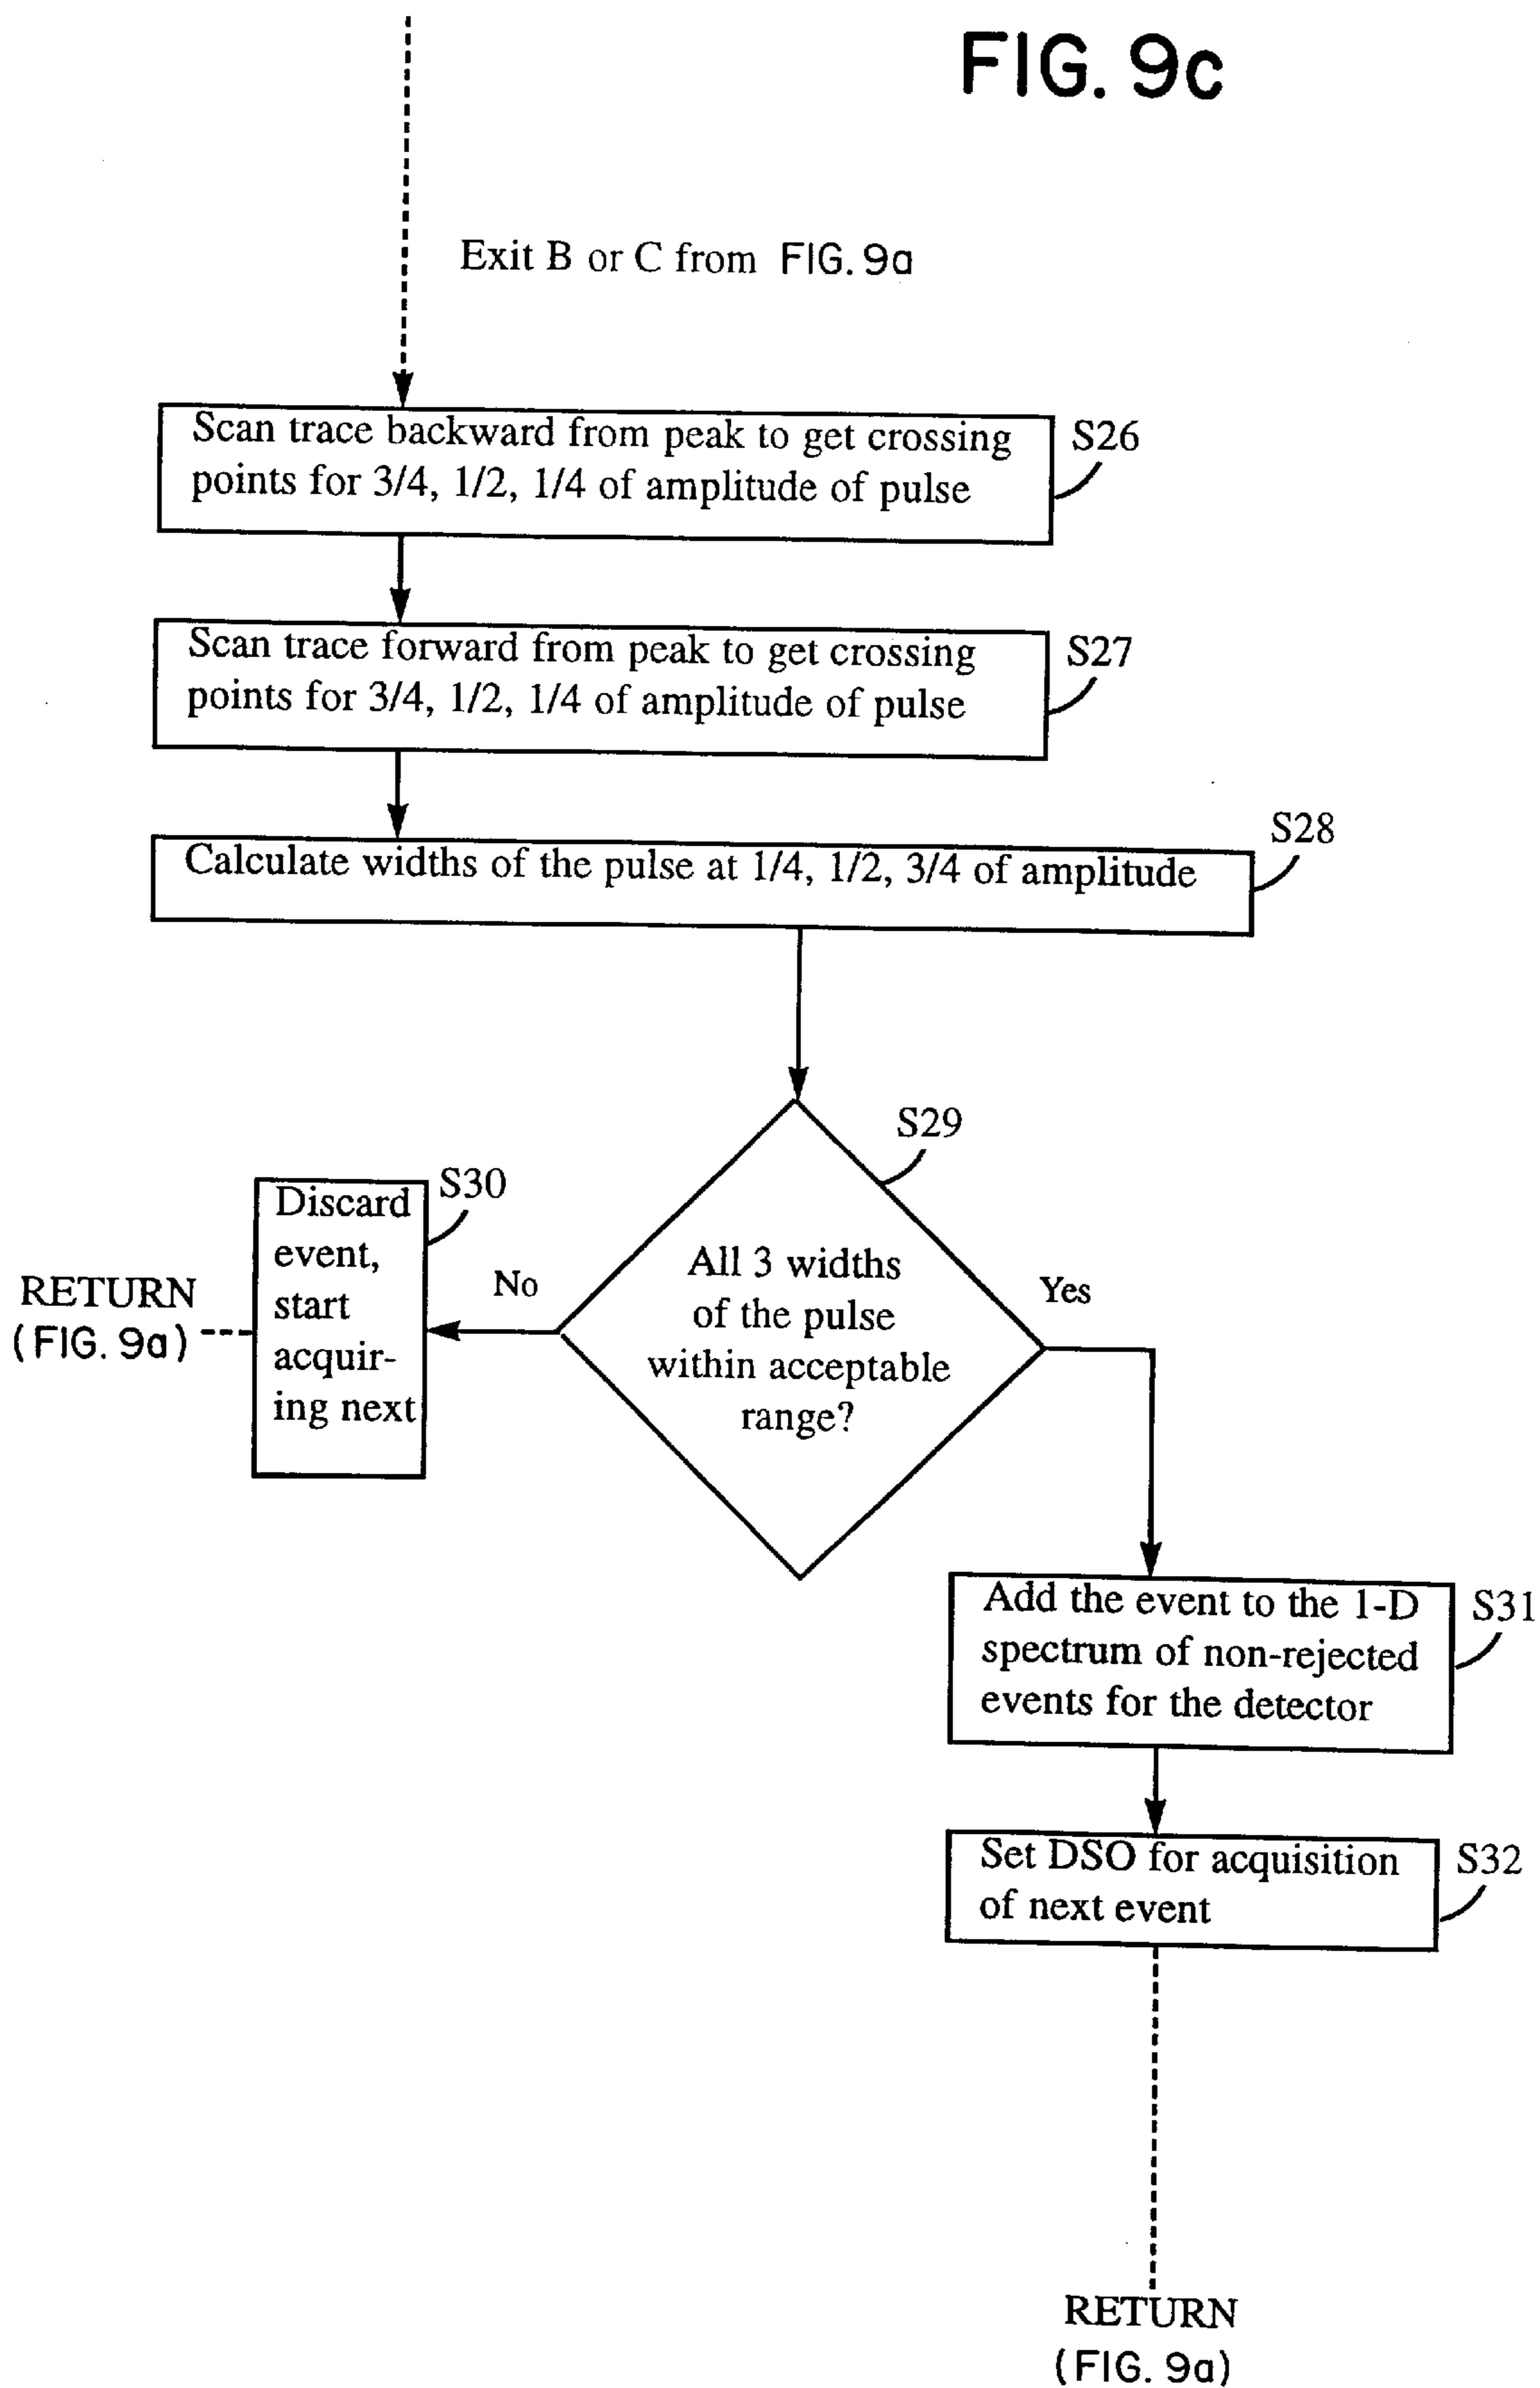 FIG. 9c
Exit B or C from FIG. 9a
Scan trace backward from peak to get crossing
points for 3/4, 1/2, 1/4 of amplitude of pulse
S26
Scan trace forward from peak to get crossing
points for 3/4, 1/2, 1/4 of amplitude of pulse
S27
Calculate widths of the pulse at 1/4, 1/2, 3/4 of amplitude
S28
S29
All 3 widths
of the pulse
within acceptable
range?
No
Yes
S30
Discard
event,
start
acquir-
ing next
RETURN
(FIG. 9a)
Add the event to the 1-D
spectrum of non-rejected
events for the detector
S31
Set DSO for acquisition
of next event
S32
RETURN
(FIG. 9a)